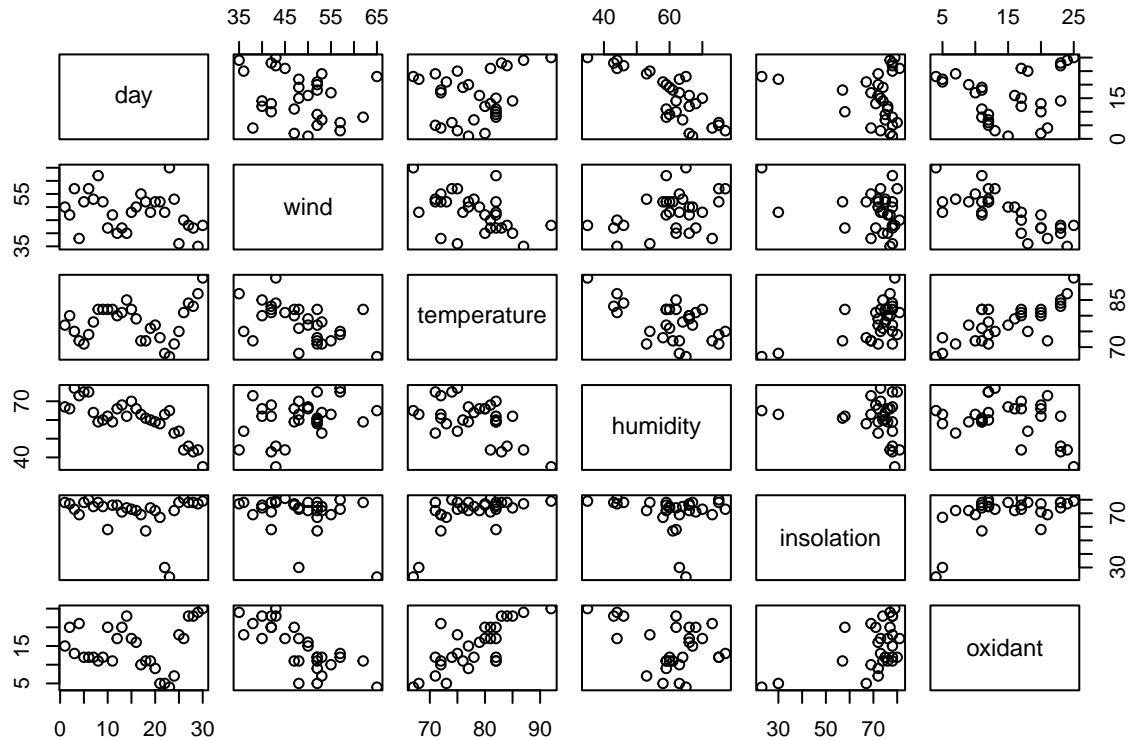 35 45 55 65 40 60 5 15 25
day 0 15
35 55 wind
temperature 70 85
40 70 humidity
insolation 30 70
5 15 oxidant
0 10 20 30 70 80 90 30 50 70